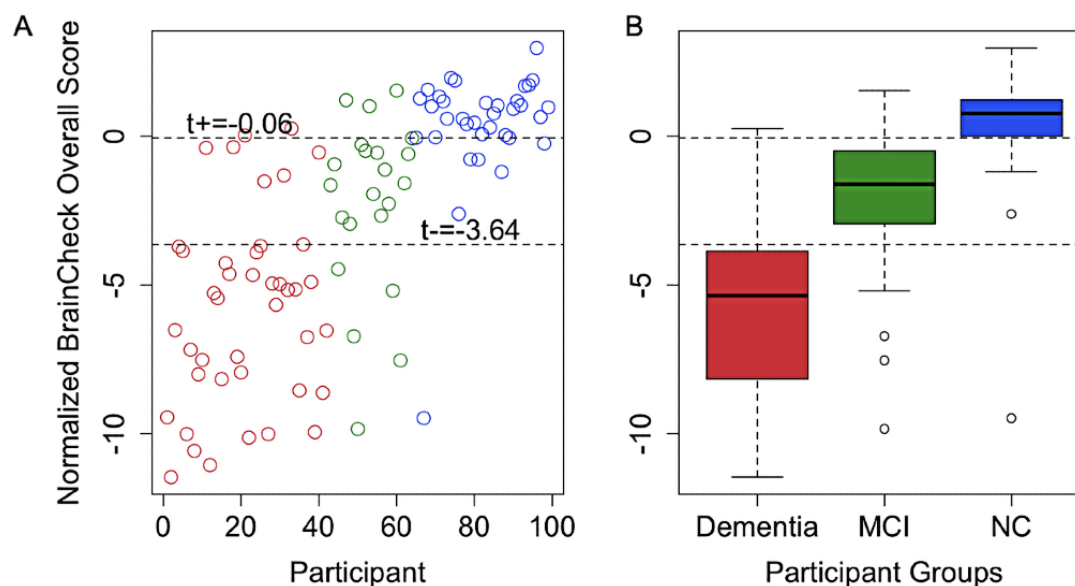 A
B
Normalized BrainCheck Overall Score
0
-5
-10
t+=-0.06
t-=-3.64
0 20 40 60 80 100
Participant
0
-5
-10
Dementia MCI NC
Participant Groups